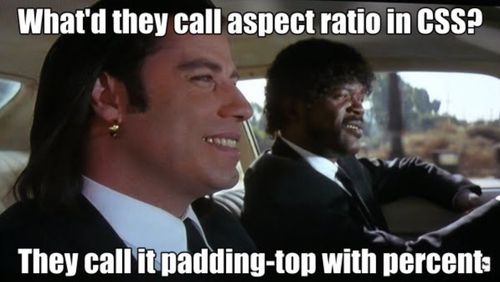 What'd they call aspect ratio in CSS?
They call it padding-top with percent